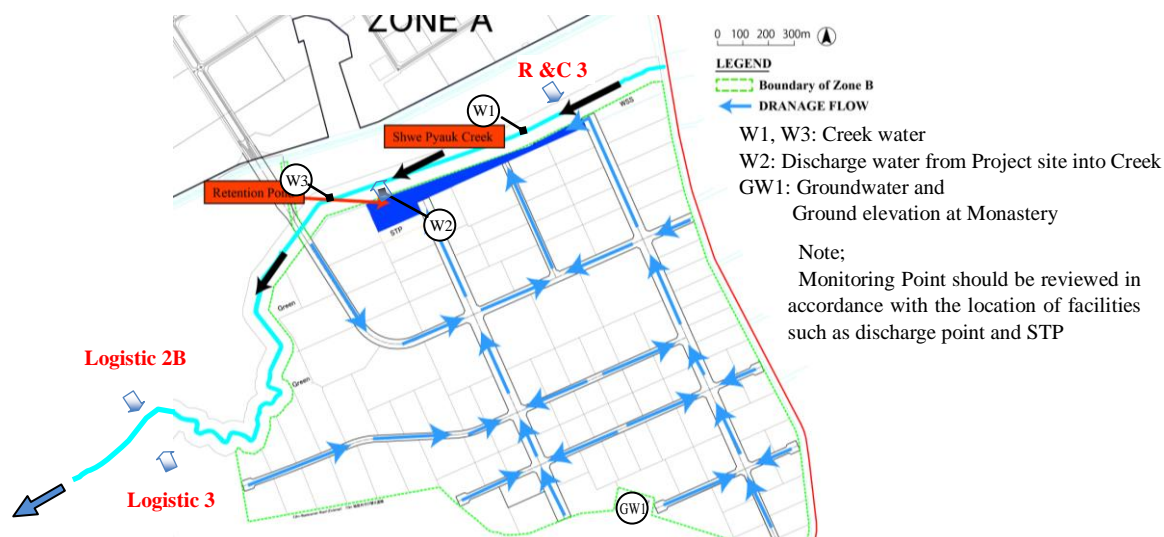 ZONE A
0 100 200 300m
LEGEND
Boundary of Zone B
DRANAGE FLOW
R &C 3
W1
WSS
Shwe Pyauk Creek
W3
Retention Pond
W2
STP
W1, W3: Creek water
W2: Discharge water from Project site into Creek
GW1: Groundwater and
Ground elevation at Monastery
Note;
Monitoring Point should be reviewed in
accordance with the location of facilities
such as discharge point and STP
Green
Green
Logistic 2B
Logistic 3
GW1